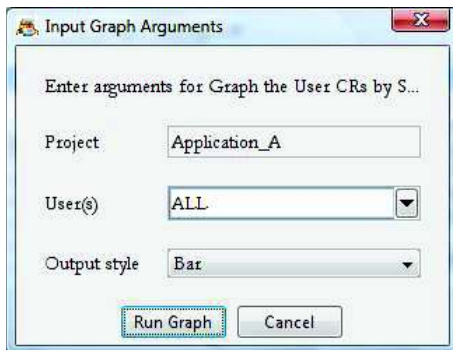 Input Graph Arguments
Enter arguments for Graph the User CRs by S...
Project Application_A
User(s) ALL
Output style Bar
Run Graph Cancel